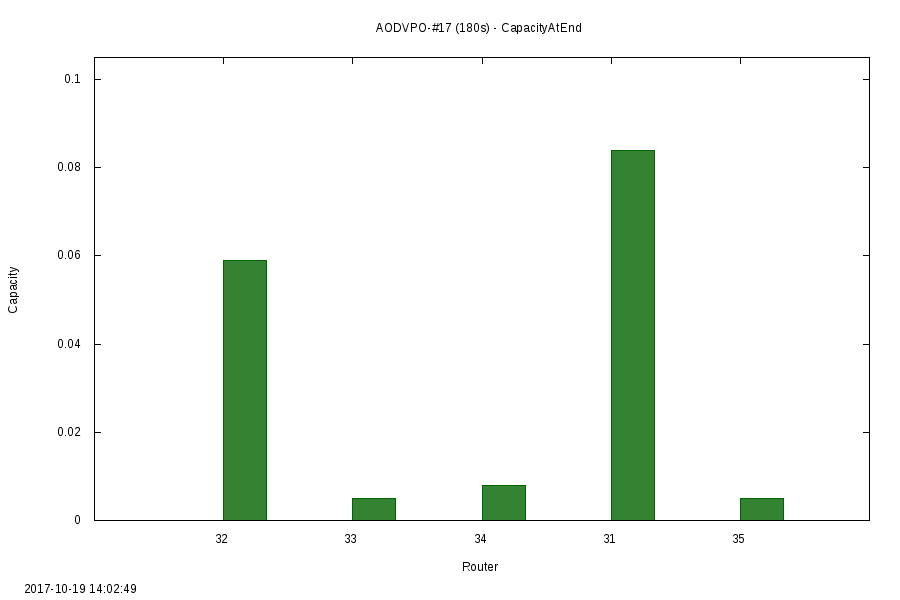 AODVPO-#17 (180s) - CapacityAtEnd
0.1
0.08
0.06
0.04
0.02
0
Capacity
32 33 34 31 35
Router
2017-10-19 14:02:49